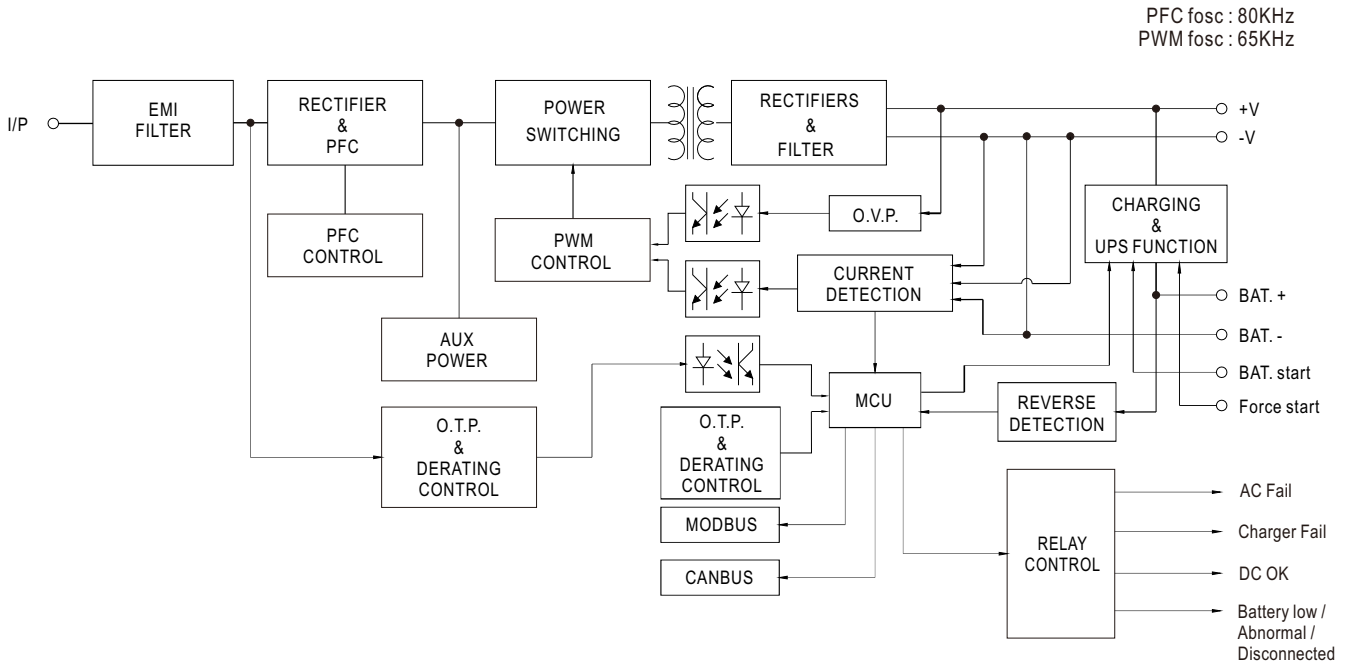 PFC fosc : 80KHz
PWM fosc : 65KHz
I/P
EMI
FILTER
RECTIFIER
&
PFC
POWER
SWITCHING
RECTIFIERS
&
FILTER
+V
-V
PFC
CONTROL
PWM
CONTROL
O.V.P.
CHARGING
&
UPS FUNCTION
CURRENT
DETECTION
BAT. +
BAT. -
AUX
POWER
BAT. start
MCU
REVERSE
DETECTION
Force start
O.T.P.
&
DERATING
CONTROL
O.T.P.
&
DERATING
CONTROL
MODBUS
CANBUS
RELAY
CONTROL
AC Fail
Charger Fail
DC OK
Battery low /
Abnormal /
Disconnected